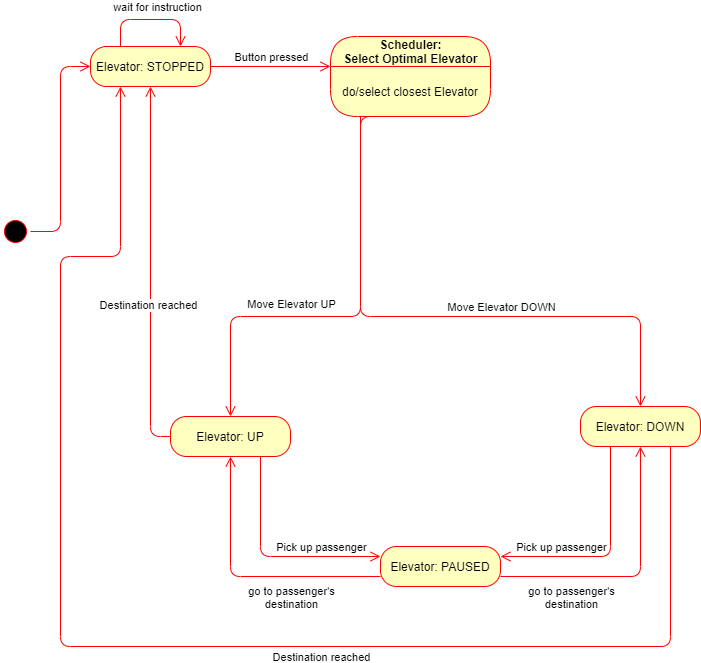 wait for instruction
Elevator: STOPPED
Button pressed
Scheduler:
Select Optimal Elevator
do/select closest Elevator
Destination reached
Move Elevator UP
Move Elevator DOWN
Elevator: UP
Elevator: DOWN
Pick up passenger
Pick up passenger
Elevator: PAUSED
go to passenger's
destination
go to passenger's
destination
Destination reached